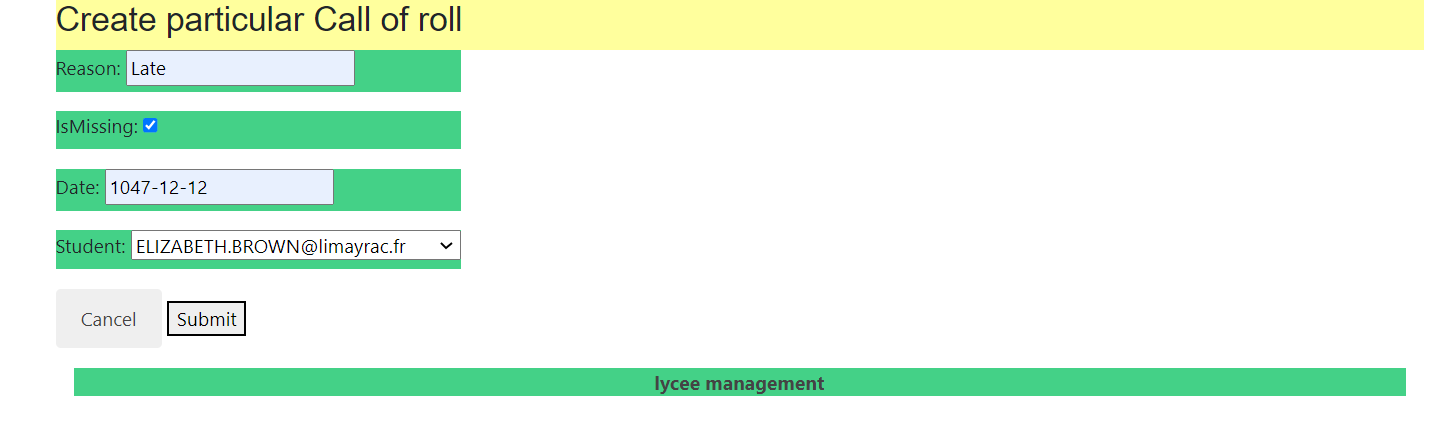 Create particular Call of roll
Reason: Late
IsMissing:
Date: 1047-12-12
Student: ELIZABETH.BROWN@limayrac.fr
Cancel Submit
lycee management